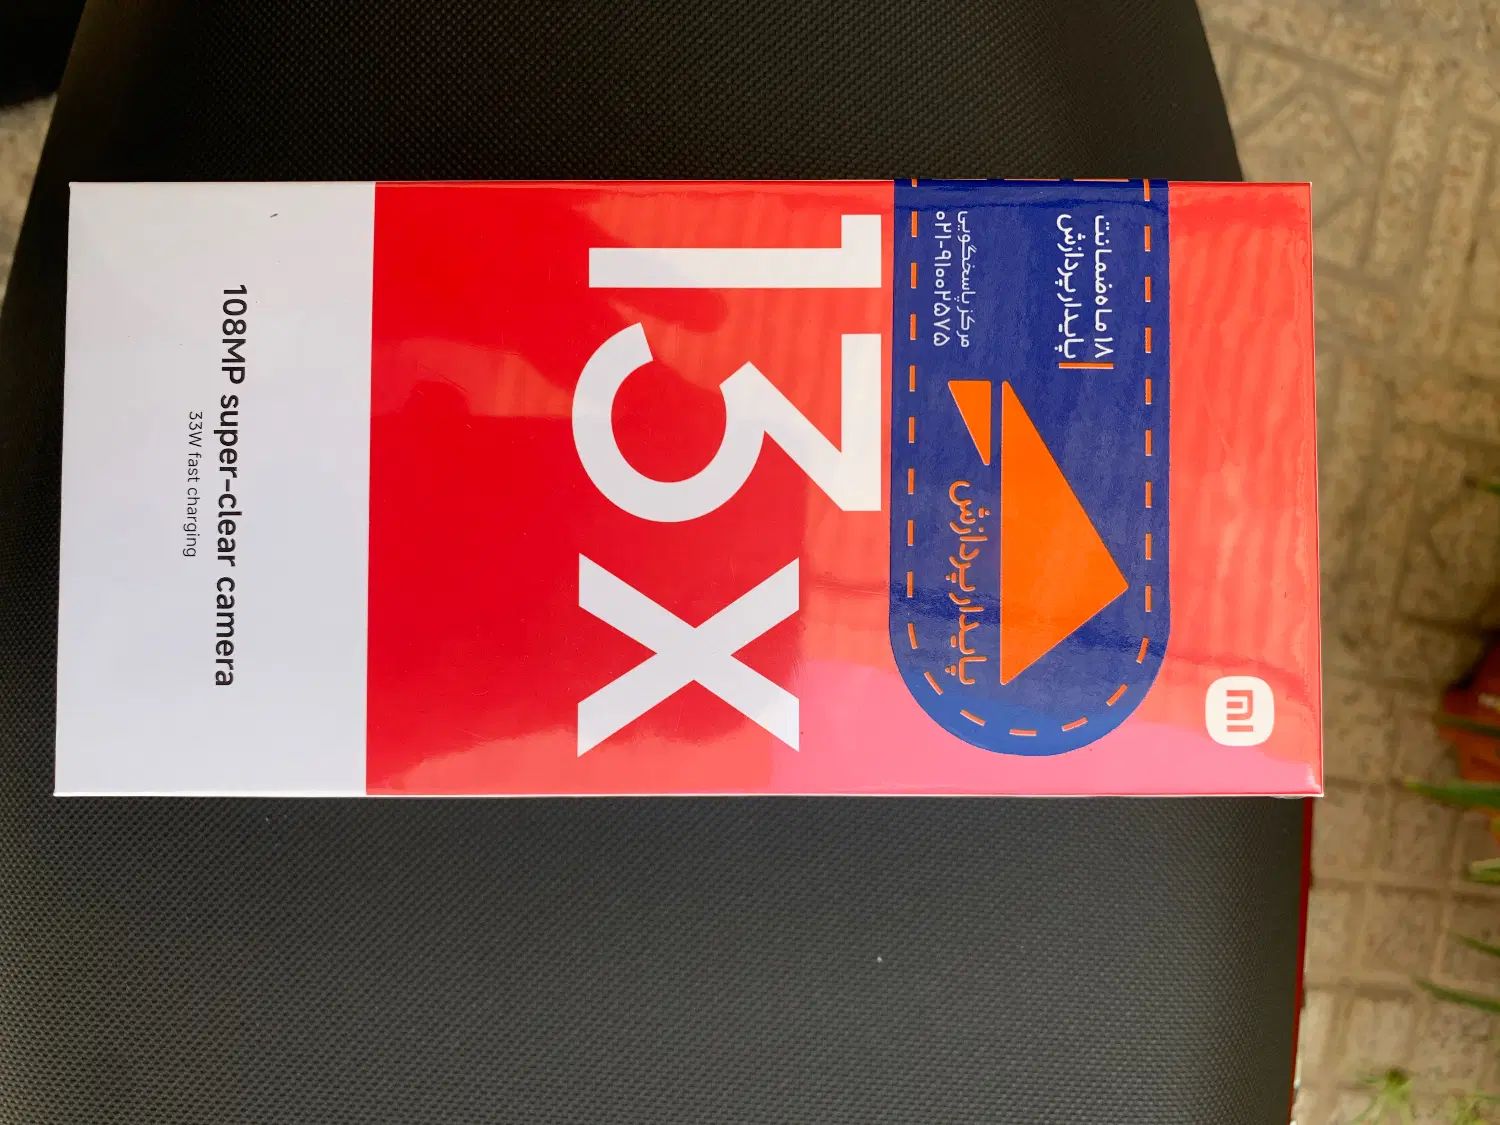 mi
۱۸ ماه ضمانت
پایدار پردازش
مرکز پاسخگویی
۰۲۱-۹۱۰۰۲۵۷۵
پایدار پردازش
13X
108MP super-clear camera
33W fast charging